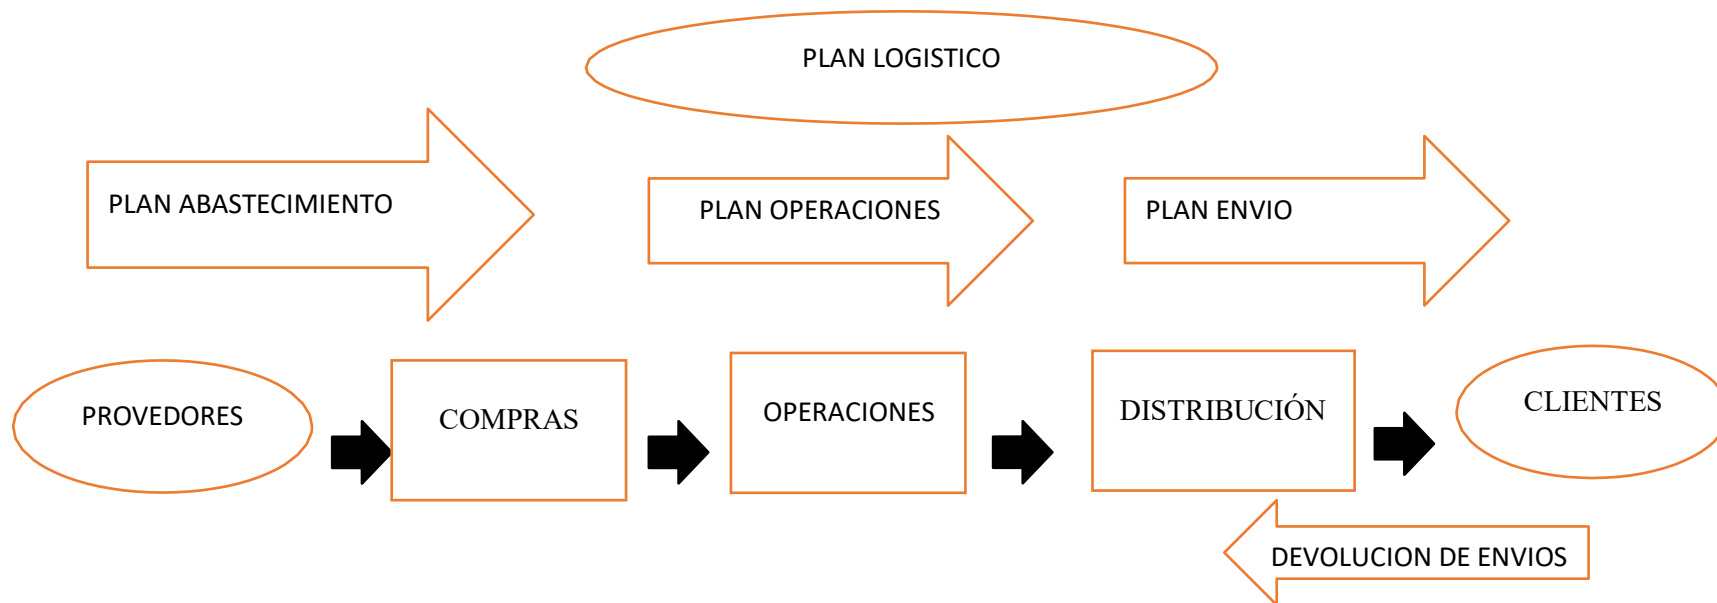 PLAN LOGISTICO
PLAN ABASTECIMIENTO
PLAN OPERACIONES
PLAN ENVIO
PROVEDORES
COMPRAS
OPERACIONES
DISTRIBUCIÓN
CLIENTES
DEVOLUCION DE ENVIOS